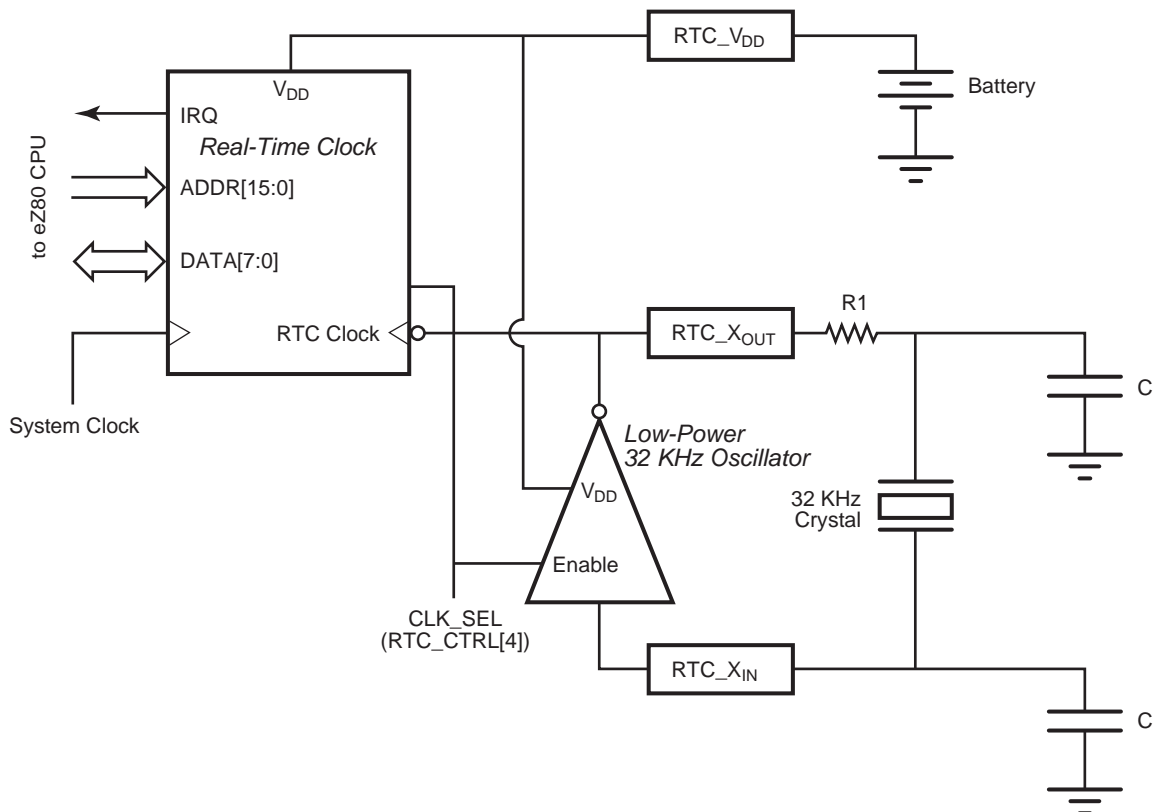 RTC_VDD
VDD
Battery
IRQ
Real-Time Clock
to eZ80 CPU
ADDR[15:0]
DATA[7:0]
R1
RTC Clock
RTC_XOUT
C
System Clock
Low-Power
32 KHz Oscillator
VDD
32 KHz
Crystal
Enable
CLK_SEL
(RTC_CTRL[4])
RTC_XIN
C